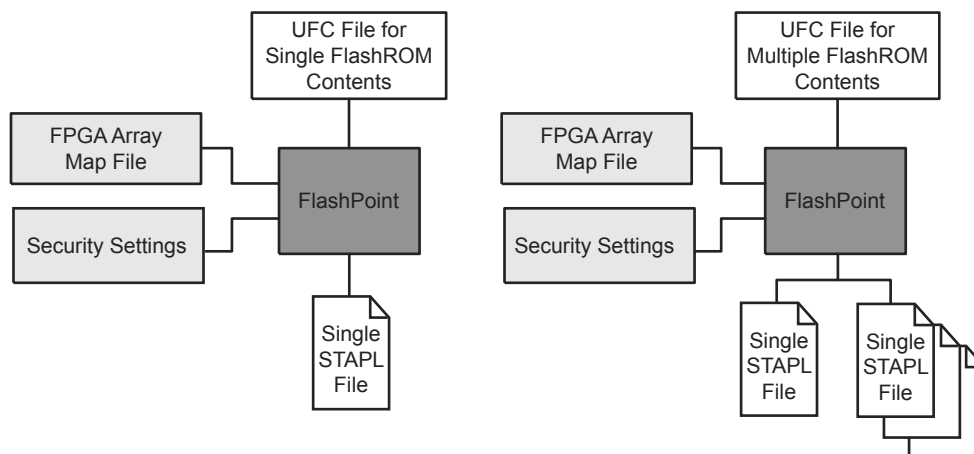 UFC File for
Single FlashROM
Contents
FPGA Array
Map File
FlashPoint
Security Settings
Single
STAPL
File
UFC File for
Multiple FlashROM
Contents
FPGA Array
Map File
FlashPoint
Security Settings
Single
STAPL
File
Single
STAPL
File